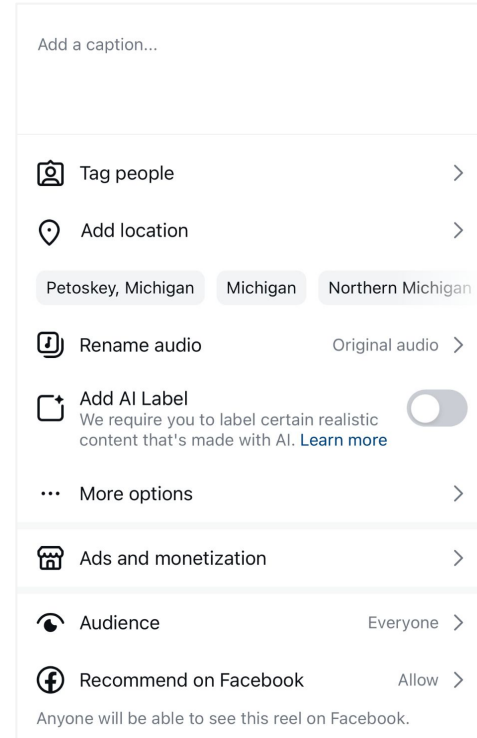 Add a caption...
Tag people
Add location
Petoskey, Michigan Michigan Northern Michigan
Rename audio Original audio
Add AI Label
We require you to label certain realistic
content that's made with AI. Learn more
More options
Ads and monetization
Audience Everyone
Recommend on Facebook Allow
Anyone will be able to see this reel on Facebook.